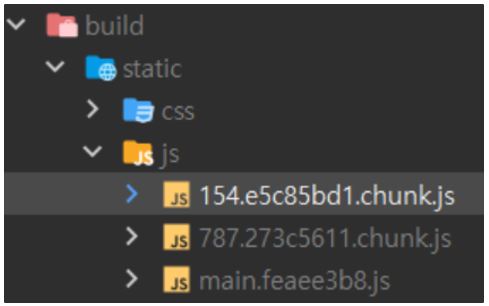 build
static
css
js
154.e5c85bd1.chunk.js
787.273c5611.chunk.js
main.feaee3b8.js